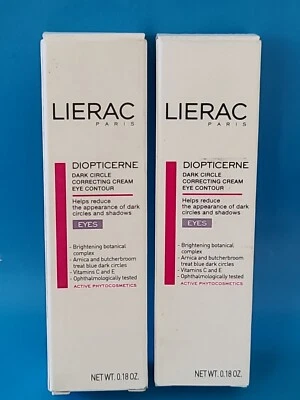 LIERAC
PARIS
DIOPTICERNE
DARK CIRCLE
CORRECTING CREAM
EYE CONTOUR
Helps reduce
the appearance of dark
circles and shadows
EYES
- Brightening botanical
complex
- Arnica and butcherbroom
treat blue dark circles
- Vitamins C and E
- Ophthalmologically tested
ACTIVE PHYTOCOSMETICS
NET WT. 0.18 OZ.
LIERAC
PARIS
DIOPTICERNE
DARK CIRCLE
CORRECTING CREAM
EYE CONTOUR
Helps reduce
the appearance of dark
circles and shadows
EYES
- Brightening botanical
complex
- Arnica and butcherbroom
treat blue dark circles
- Vitamins C and E
- Ophthalmologically tested
ACTIVE PHYTOCOSMETICS
NET WT. 0.18 OZ.